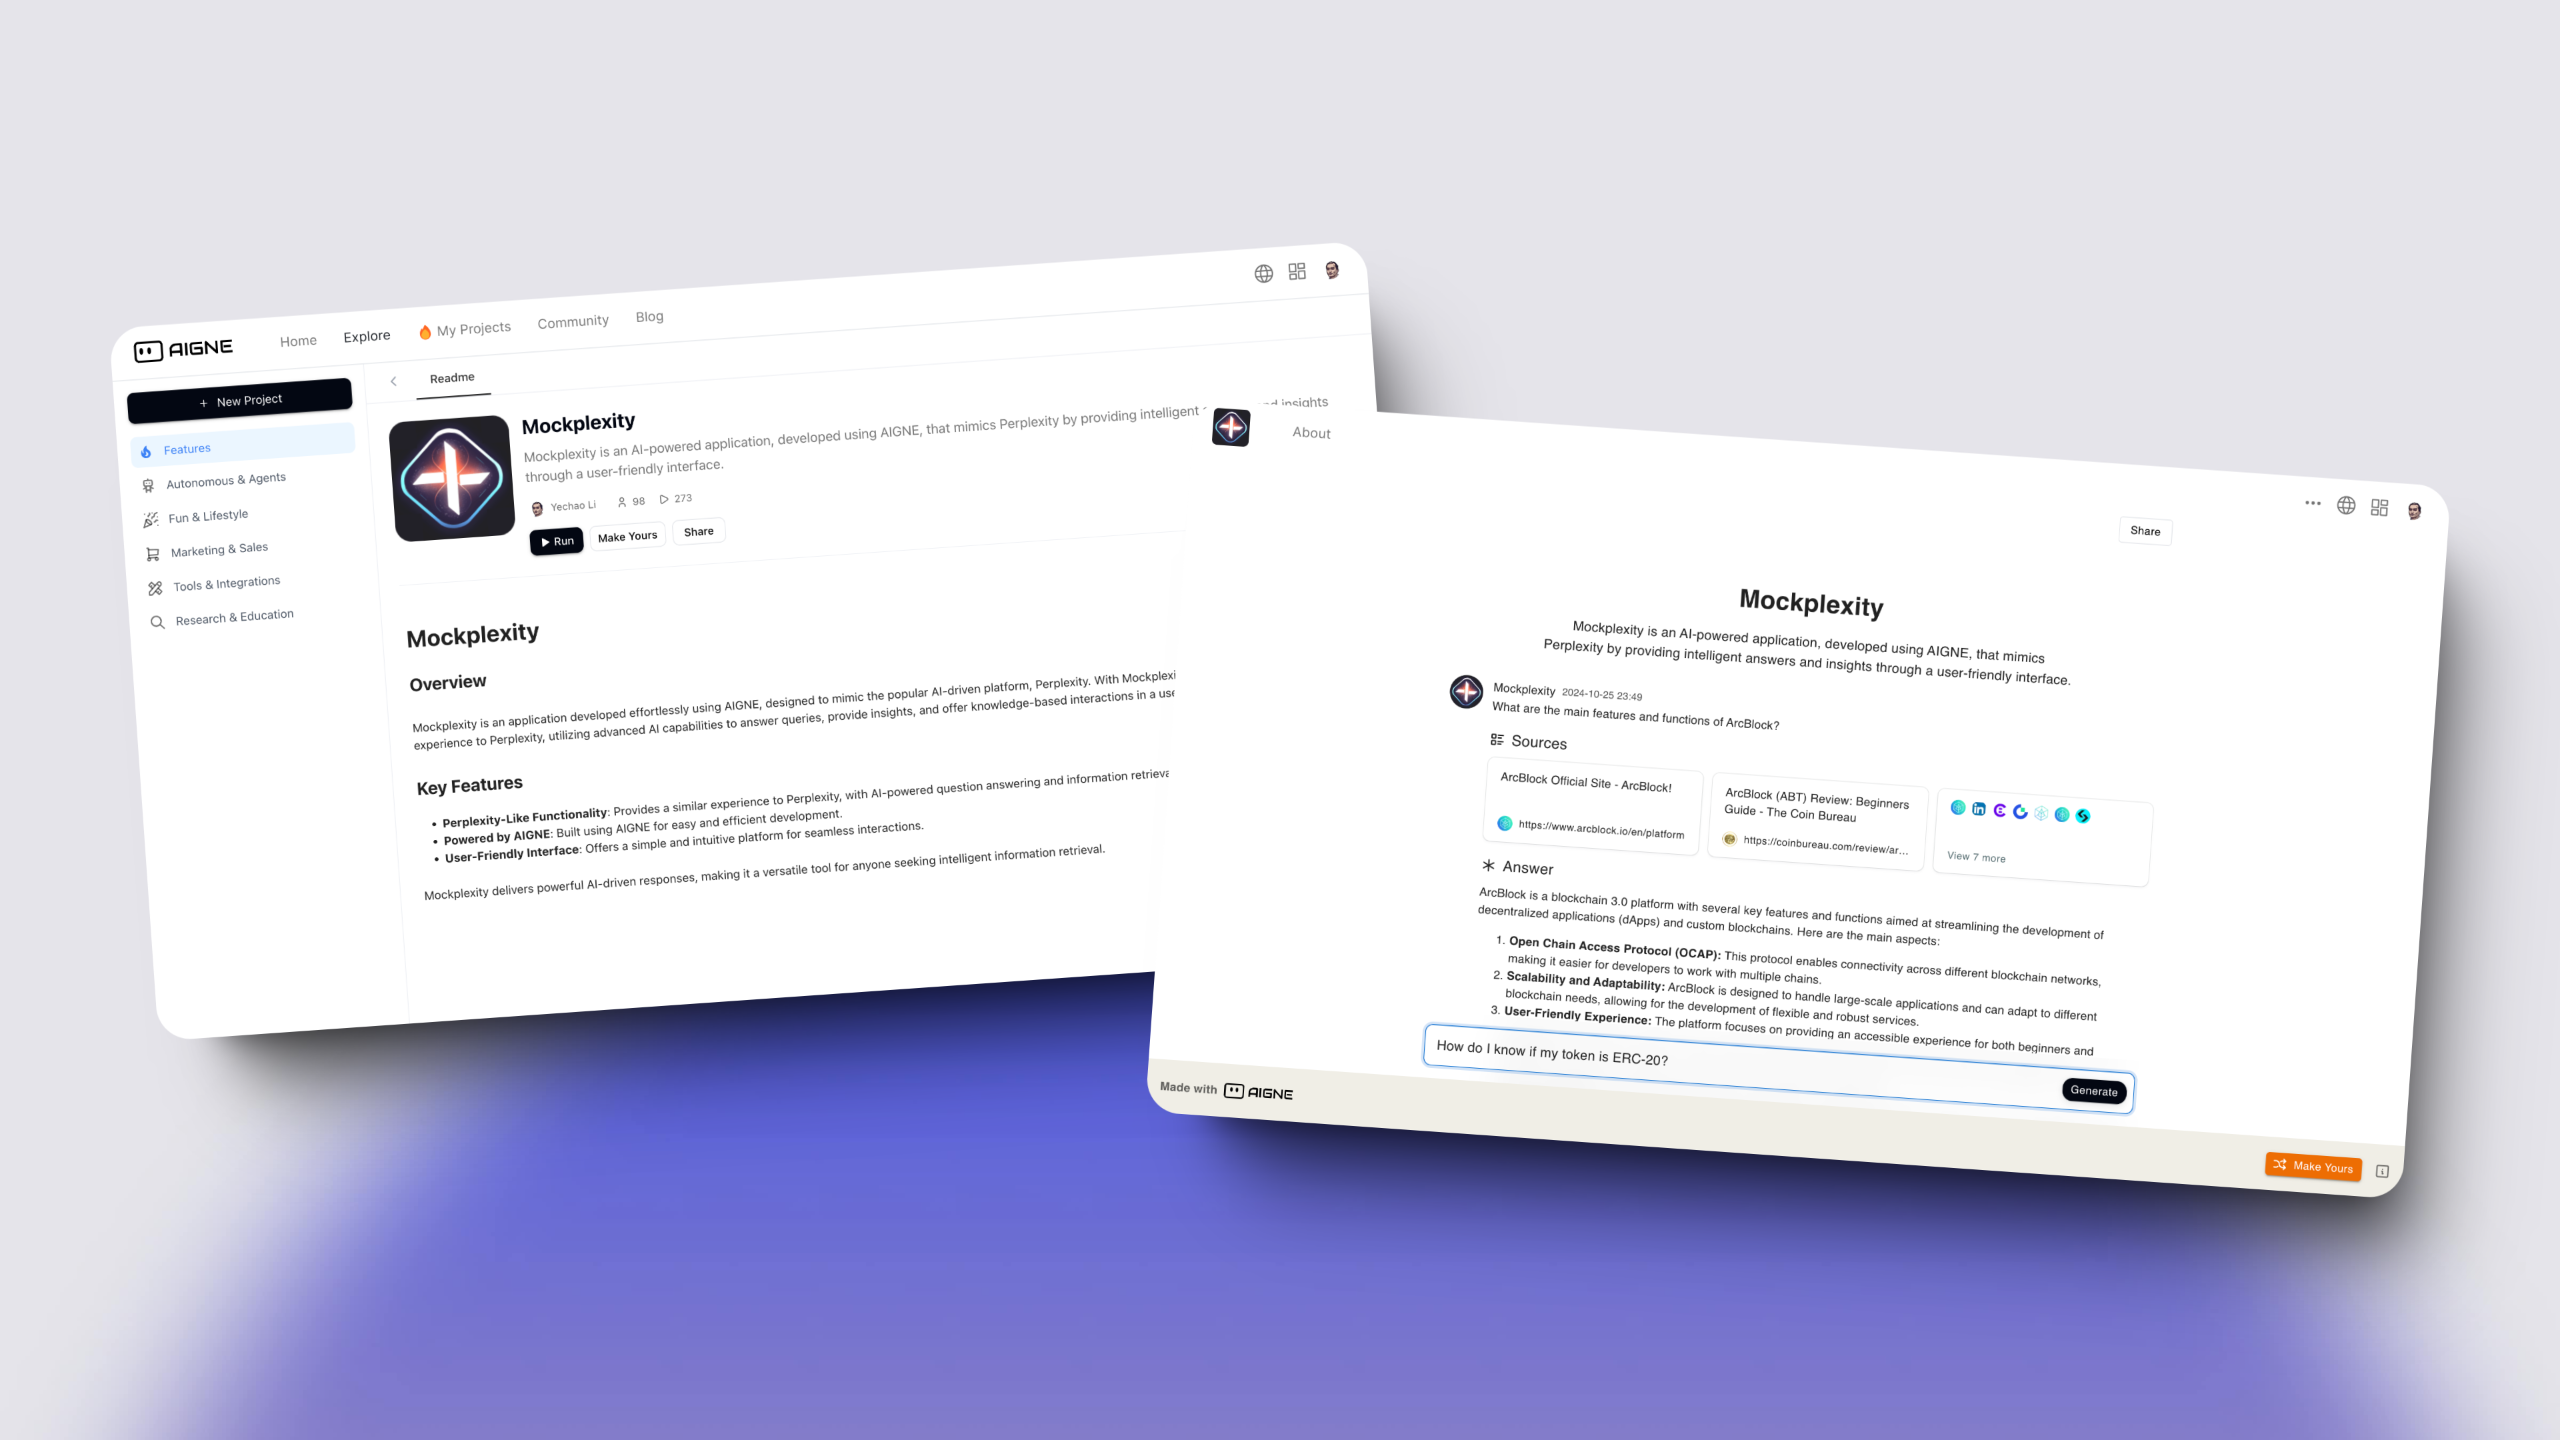 AIGNE
Home
Explore
My Projects
Community
Blog
+ New Project
Features
Autonomous & Agents
Fun & Lifestyle
Marketing & Sales
Tools & Integrations
Research & Education
Readme
Mockplexity
Mockplexity is an AI-powered application, developed using AIGNE, that mimics Perplexity by providing intelligent and insights
through a user-friendly interface.
Yechao Li 98 273
Run
Make Yours
Share
Mockplexity
Overview
Mockplexity is an application developed effortlessly using AIGNE, designed to mimic the popular AI-driven platform, Perplexity. With Mockplexi
experience to Perplexity, utilizing advanced AI capabilities to answer queries, provide insights, and offer knowledge-based interactions in a use
Key Features
• Perplexity-Like Functionality: Provides a similar experience to Perplexity, with AI-powered question answering and information retrieva
• Powered by AIGNE: Built using AIGNE for easy and efficient development.
• User-Friendly Interface: Offers a simple and intuitive platform for seamless interactions.
Mockplexity delivers powerful AI-driven responses, making it a versatile tool for anyone seeking intelligent information retrieval.
About
Share
Mockplexity
Mockplexity is an AI-powered application, developed using AIGNE, that mimics
Perplexity by providing intelligent answers and insights through a user-friendly interface.
Mockplexity 2024-10-25 23:49
What are the main features and functions of ArcBlock?
Sources
ArcBlock Official Site - ArcBlock!
https://www.arcblock.io/en/platform
ArcBlock (ABT) Review: Beginners
Guide - The Coin Bureau
https://coinbureau.com/review/ar...
in
View 7 more
Answer
ArcBlock is a blockchain 3.0 platform with several key features and functions aimed at streamlining the development of
decentralized applications (dApps) and custom blockchains. Here are the main aspects:
1. Open Chain Access Protocol (OCAP): This protocol enables connectivity across different blockchain networks,
making it easier for developers to work with multiple chains.
2. Scalability and Adaptability: ArcBlock is designed to handle large-scale applications and can adapt to different
blockchain needs, allowing for the development of flexible and robust services.
3. User-Friendly Experience: The platform focuses on providing an accessible experience for both beginners and
How do I know if my token is ERC-20?
Generate
Made with AIGNE
Make Yours